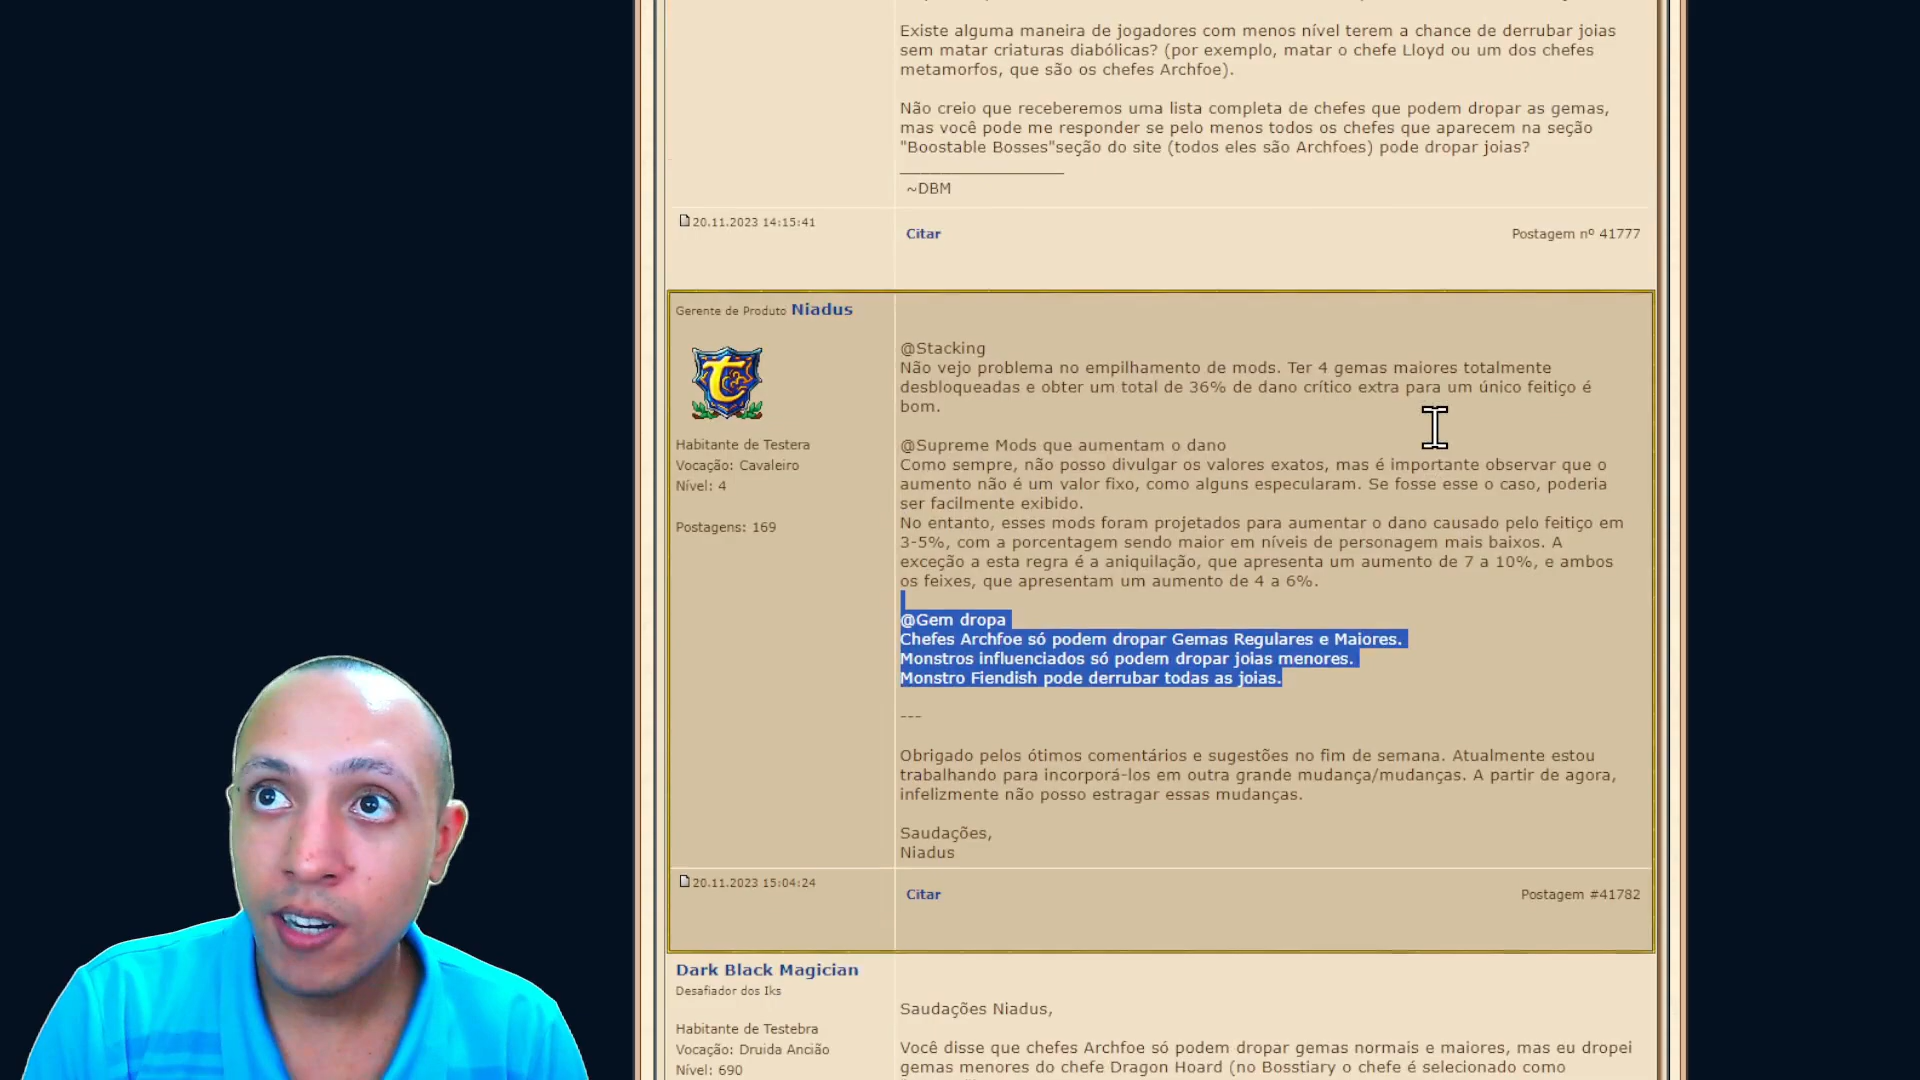 Existe alguma maneira de jogadores com menos nível terem a chance de derrubar joias
sem matar criaturas diabólicas? (por exemplo, matar o chefe Lloyd ou um dos chefes
metamorfos, que são os chefes Archfoe).
Não creio que receberemos uma lista completa de chefes que podem dropar as gemas,
mas você pode me responder se pelo menos todos os chefes que aparecem na seção
"Boostable Bosses"seção do site (todos eles são Archfoes) pode dropar joias?
~DBM
20.11.2023 14:15:41
Citar
Postagem nº 41777
Gerente de Produto Niadus
Habitante de Testera
Vocação: Cavaleiro
Nível: 4
Postagens: 169
@Stacking
Não vejo problema no empilhamento de mods. Ter 4 gemas maiores totalmente
desbloqueadas e obter um total de 36% de dano crítico extra para um único feitiço é
bom.
@Supreme Mods que aumentam o dano
Como sempre, não posso divulgar os valores exatos, mas é importante observar que o
aumento não é um valor fixo, como alguns especularam. Se fosse esse o caso, poderia
ser facilmente exibido.
No entanto, esses mods foram projetados para aumentar o dano causado pelo feitiço em
3-5%, com a porcentagem sendo maior em níveis de personagem mais baixos. A
exceção a esta regra é a aniquilação, que apresenta um aumento de 7 a 10%, e ambos
os feixes, que apresentam um aumento de 4 a 6%.
@Gem dropa
Chefes Archfoe só podem dropar Gemas Regulares e Maiores.
Monstros influenciados só podem dropar joias menores.
Monstro Fiendish pode derrubar todas as joias.
---
Obrigado pelos ótimos comentários e sugestões no fim de semana. Atualmente estou
trabalhando para incorporá-los em outra grande mudança/mudanças. A partir de agora,
infelizmente não posso estragar essas mudanças.
Saudações,
Niadus
20.11.2023 15:04:24
Citar
Postagem #41782
Dark Black Magician
Desafiador dos Iks
Habitante de Testebra
Vocação: Druida Ancião
Nível: 690
Saudações Niadus,
Você disse que chefes Archfoe só podem dropar gemas normais e maiores, mas eu dropei
gemas menores do chefe Dragon Hoard (no Bosstiary o chefe é selecionado como